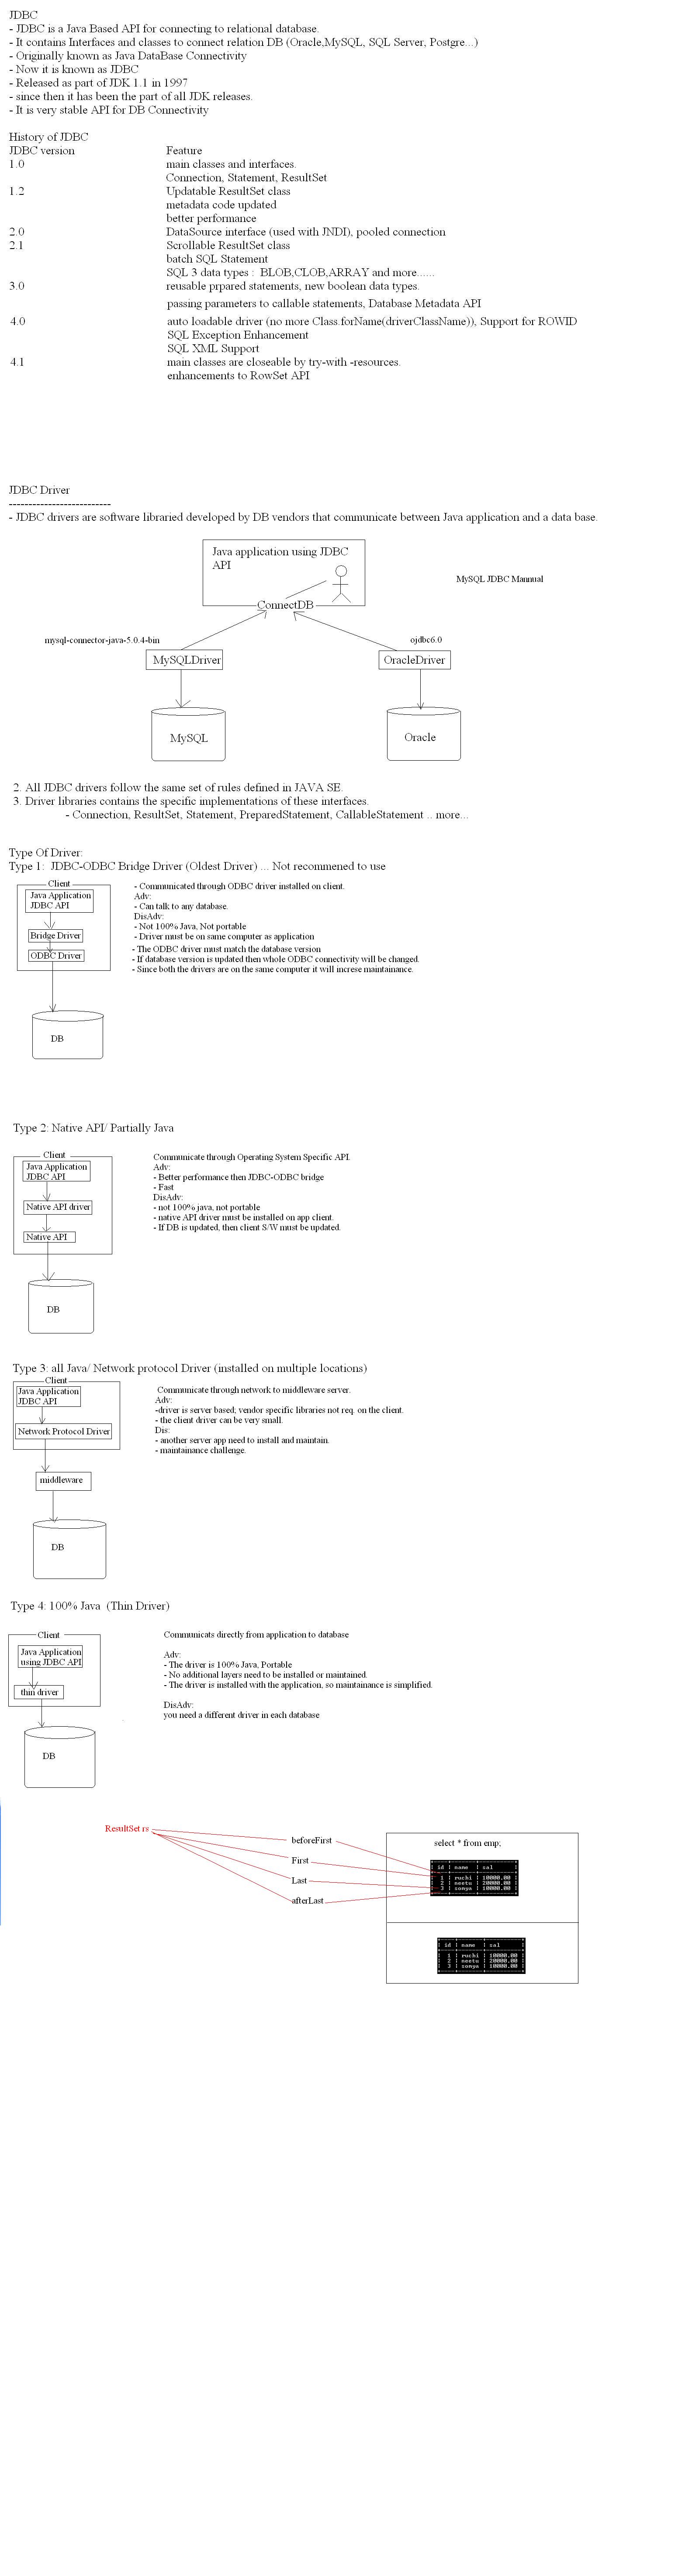 JDBC
- JDBC is a Java Based API for connecting to relational database.
- It contains Interfaces and classes to connect relation DB (Oracle,MySQL, SQL Server, Postgre...)
- Originally known as Java DataBase Connectivity
- Now it is known as JDBC
- Released as part of JDK 1.1 in 1997
- since then it has been the part of all JDK releases.
- It is very stable API for DB Connectivity
History of JDBC
JDBC version Feature
1.0 main classes and interfaces.
Connection, Statement, ResultSet
1.2 Updatable ResultSet class
metadata code updated
better performance
2.0 DataSource interface (used with JNDI), pooled connection
2.1 Scrollable ResultSet class
batch SQL Statement
SQL 3 data types : BLOB,CLOB,ARRAY and more......
3.0 reusable prpared statements, new boolean data types.
passing parameters to callable statements, Database Metadata API
4.0 auto loadable driver (no more Class.forName(driverClassName)), Support for ROWID
SQL Exception Enhancement
SQL XML Support
4.1 main classes are closeable by try-with -resources.
enhancements to RowSet API
JDBC Driver
--------------------------
- JDBC drivers are software libraried developed by DB vendors that communicate between Java application and a data base.
Java application using JDBC
API
MySQL JDBC Mannual
ConnectDB
mysql-connector-java-5.0.4-bin
ojdbc6.0
MySQLDriver
OracleDriver
MySQL
Oracle
2. All JDBC drivers follow the same set of rules defined in JAVA SE.
3. Driver libraries contains the specific implementations of these interfaces.
- Connection, ResultSet, Statement, PreparedStatement, CallableStatement .. more...
Type Of Driver:
Type 1: JDBC-ODBC Bridge Driver (Oldest Driver) ... Not recommened to use
Client
Java Application
JDBC API
Bridge Driver
ODBC Driver
DB
- Communicated through ODBC driver installed on client.
Adv:
- Can talk to any database.
DisAdv:
- Not 100% Java, Not portable
- Driver must be on same computer as application
- The ODBC driver must match the database version
- If database version is updated then whole ODBC connectivity will be changed.
- Since both the drivers are on the same computer it will increse maintainance.
Type 2: Native API/ Partially Java
Client
Java Application
JDBC API
Native API driver
Native API
DB
Communicate through Operating System Specific API.
Adv:
- Better performance then JDBC-ODBC bridge
- Fast
DisAdv:
- not 100% java, not portable
- native API driver must be installed on app client.
- If DB is updated, then client S/W must be updated.
Type 3: all Java/ Network protocol Driver (installed on multiple locations)
Client
Java Application
JDBC API
Network Protocol Driver
middleware
DB
Communicate through network to middleware server.
Adv:
-driver is server based; vendor specific libraries not req. on the client.
- the client driver can be very small.
Dis:
- another server app need to install and maintain.
- maintainance challenge.
Type 4: 100% Java (Thin Driver)
Client
Java Application
using JDBC API
thin driver
DB
Communicats directly from application to database
Adv:
- The driver is 100% Java, Portable
- No additional layers need to be installed or maintained.
- The driver is installed with the application, so maintainance is simplified.
DisAdv:
you need a different driver in each database
ResultSet rs
beforeFirst
First
Last
afterLast
select * from emp;
| id | name | sal |
| 1 | ruchi | 10000.00 |
| 2 | neetu | 20000.00 |
| 3 | somya | 10000.00 |
| id | name | sal |
| 1 | ruchi | 10000.00 |
| 2 | neetu | 20000.00 |
| 3 | somya | 10000.00 |